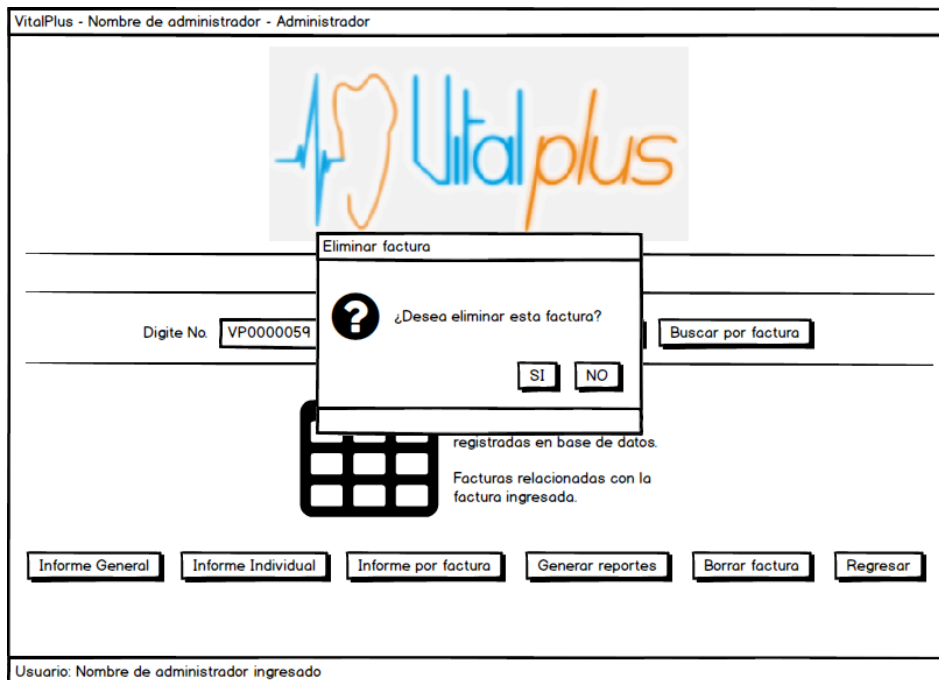 VitalPlus - Nombre de administrador - Administrador
Vitalplus
Eliminar factura
¿Desea eliminar esta factura?
SI NO
Digite No. VP0000059 Buscar por factura
registradas en base de datos.
Facturas relacionadas con la
factura ingresada.
Informe General Informe Individual Informe por factura Generar reportes Borrar factura Regresar
Usuario: Nombre de administrador ingresado